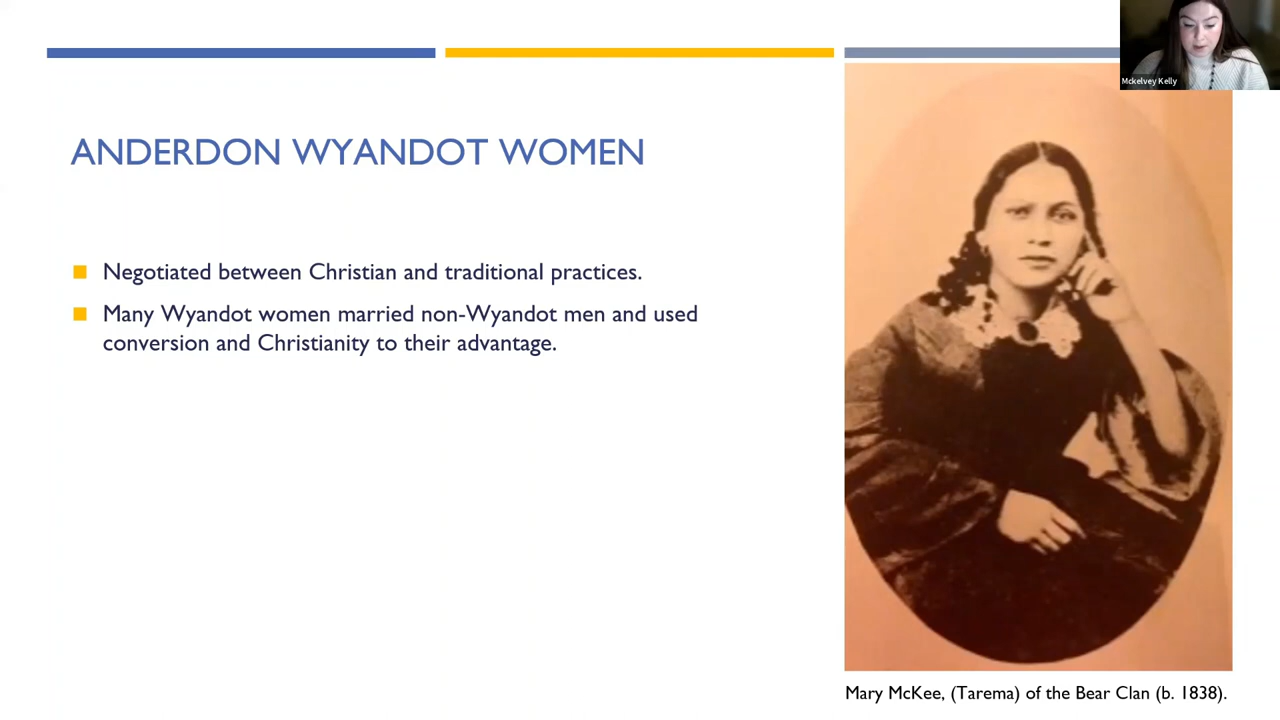 Mckelvey Kelly
ANDERDON WYANDOT WOMEN
Negotiated between Christian and traditional practices.
Many Wyandot women married non-Wyandot men and used
conversion and Christianity to their advantage.
Mary McKee, (Tarema) of the Bear Clan (b. 1838).